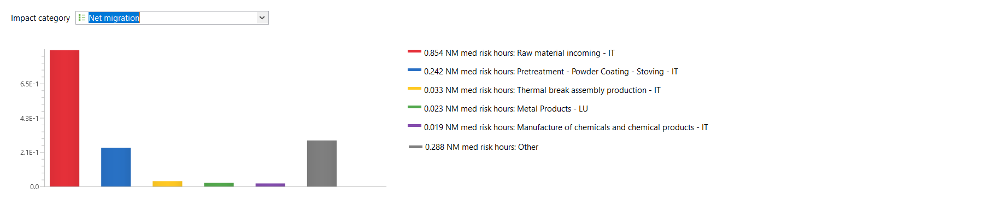 Impact category Net migration
0.854 NM med risk hours: Raw material incoming - IT
0.242 NM med risk hours: Pretreatment - Powder Coating - Stoving - IT
6.5E-1
0.033 NM med risk hours: Thermal break assembly production - IT
0.023 NM med risk hours: Metal Products - LU
4.3E-1
0.019 NM med risk hours: Manufacture of chemicals and chemical products - IT
0.288 NM med risk hours: Other
2.1E-1
0.0